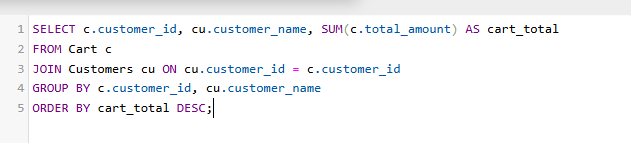 1 SELECT c.customer_id, cu.customer_name, SUM(c.total_amount) AS cart_total
2 FROM Cart c
3 JOIN Customers cu ON cu.customer_id = c.customer_id
4 GROUP BY c.customer_id, cu.customer_name
5 ORDER BY cart_total DESC;